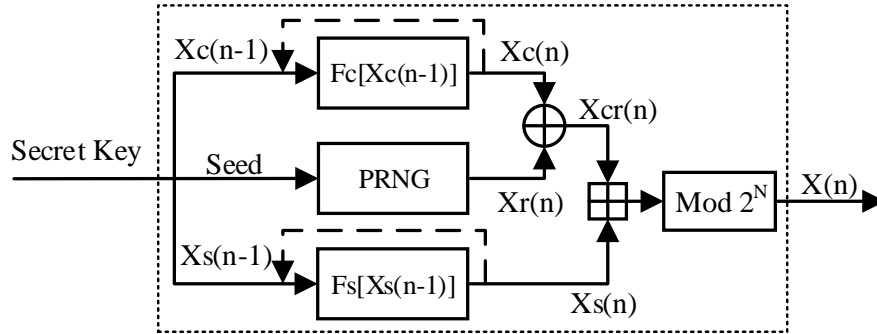 Xc(n-1)
Fc[Xc(n-1)]
Xc(n)
Xcr(n)
Secret Key
Seed
PRNG
Xr(n)
Mod 2^N
X(n)
Xs(n-1)
Fs[Xs(n-1)]
Xs(n)